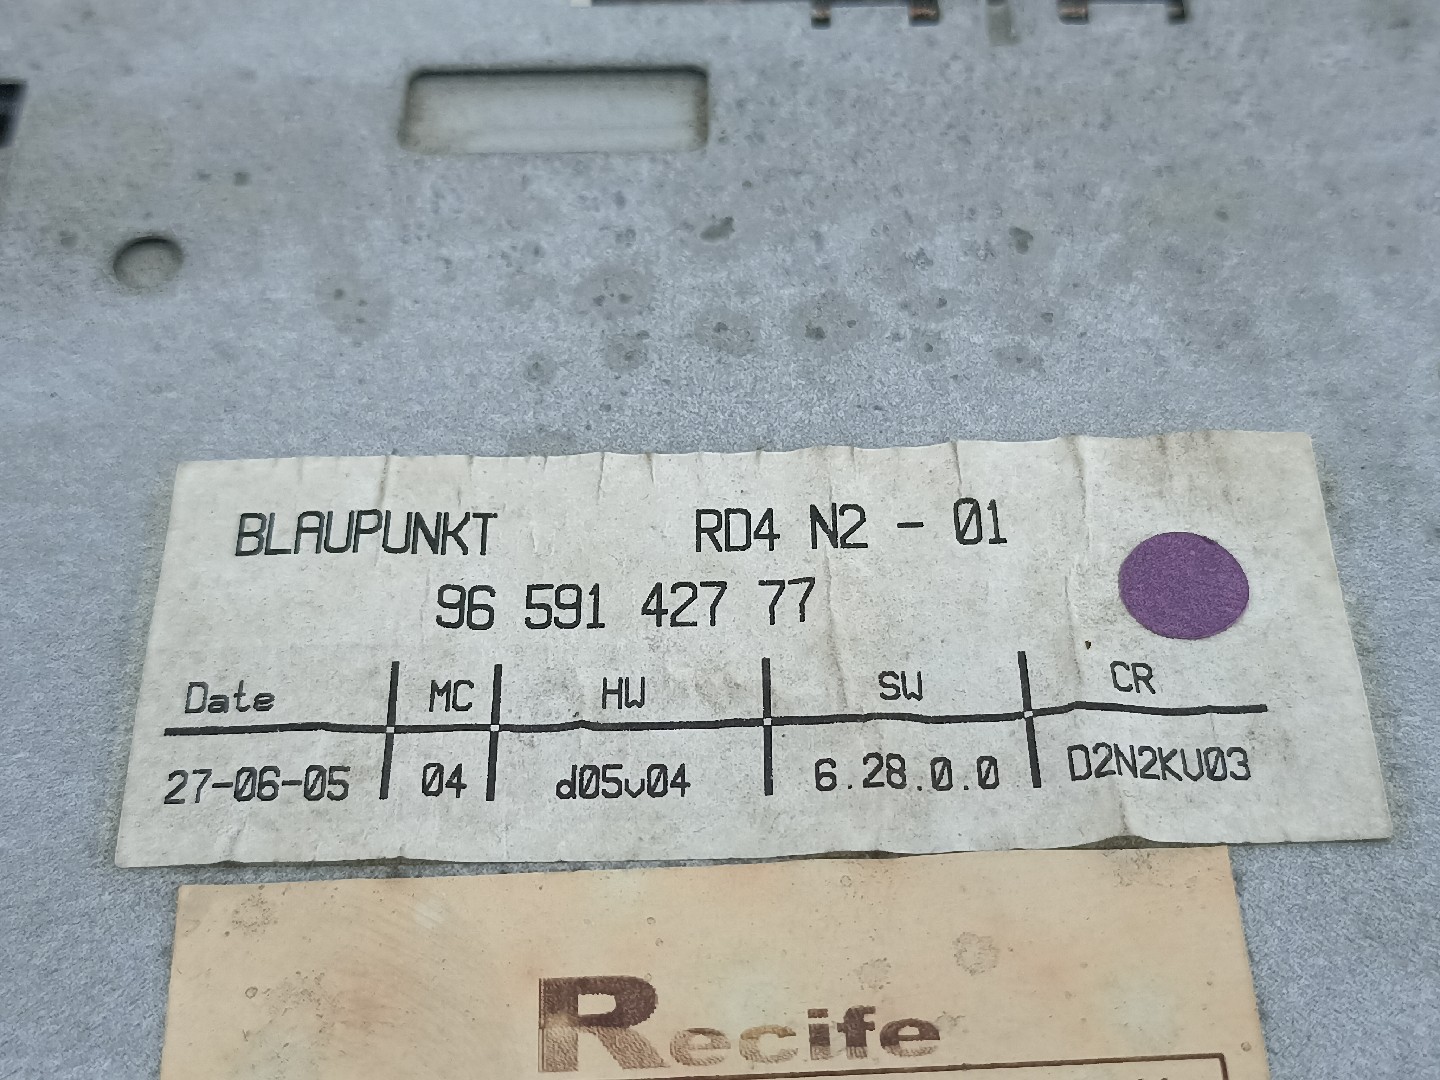 BLAUPUNKT RD4 N2 - 01
96 591 427 77
Date MC HW SW CR
27-06-05 04 d05v04 6.28.0.0 D2N2KV03
Recife